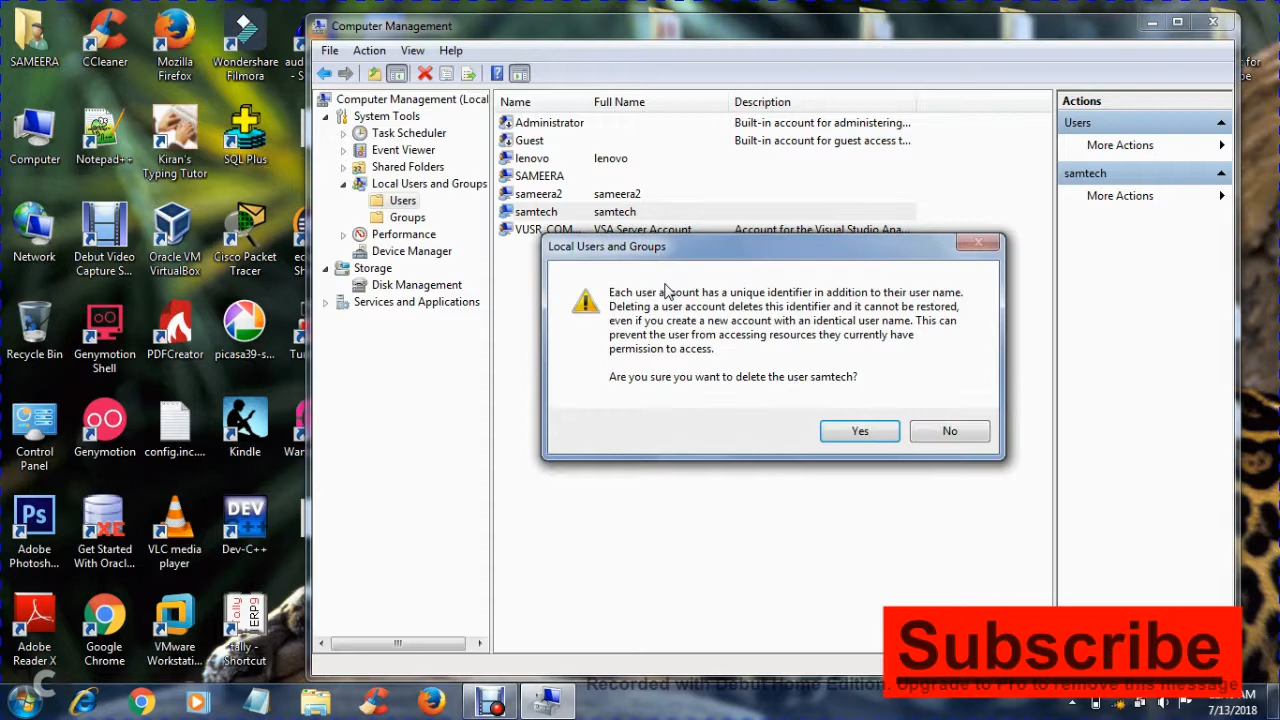 Computer Management
File Action View Help
Computer Management (Local
System Tools
Task Scheduler
Event Viewer
Shared Folders
Local Users and Groups
Users
Groups
Performance
Device Manager
Storage
Disk Management
Services and Applications
Name Full Name Description
Administrator Built-in account for administering...
Guest Built-in account for guest access t...
lenovo lenovo
SAMEERA
sameera2 sameera2
samtech samtech
VUSR_COM... VSA Server Account Account for the Visual Studio Ana...
Actions
Users
More Actions
samtech
More Actions
Local Users and Groups
Each user account has a unique identifier in addition to their user name.
Deleting a user account deletes this identifier and it cannot be restored,
even if you create a new account with an identical user name. This can
prevent the user from accessing resources they currently have
permission to access.
Are you sure you want to delete the user samtech?
Yes No
SAMEERA
CCleaner
Mozilla
Firefox
Wondershare
Filmora
Computer
Notepad++
Kiran's
Typing Tutor
SQL Plus
Network
Debut Video
Capture S...
Oracle VM
VirtualBox
Cisco Packet
Tracer
Recycle Bin
Genymotion
Shell
PDFCreator
picasa39-s...
Control
Panel
Genymotion
config.inc....
Kindle
Ps
Adobe
Photosh...
XE
Get Started
With Oracl...
VLC media
player
DEV
C++
Dev-C++
Adobe
Reader X
Google
Chrome
VMware
Workstati...
Tally
ERP9
tally -
Shortcut
Subscribe
Recorded with Debut Home Edition. Upgrade to Pro to remove this message
7/13/2018